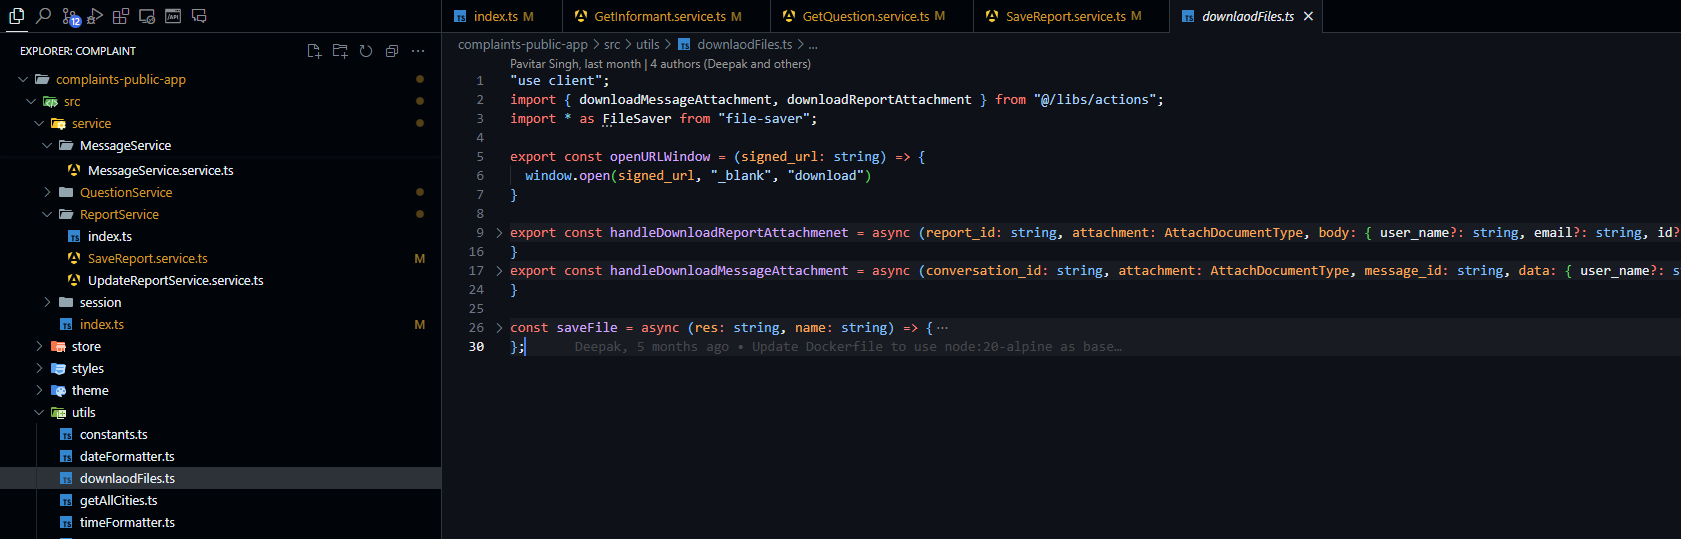 12
EXPLORER: COMPLAINT
complaints-public-app
src
service
MessageService
MessageService.service.ts
QuestionService
ReportService
index.ts
SaveReport.service.ts M
UpdateReportService.service.ts
session
index.ts M
store
styles
theme
utils
constants.ts
dateFormatter.ts
downlaodFiles.ts
getAllCities.ts
timeFormatter.ts
index.ts M
GetInformant.service.ts M
GetQuestion.service.ts M
SaveReport.service.ts M
downlaodFiles.ts
complaints-public-app > src > utils > downlaodFiles.ts > ...
Pavitar Singh, last month | 4 authors (Deepak and others)
1 "use client";
2 import { downloadMessageAttachment, downloadReportAttachment } from "@/libs/actions";
3 import * as FileSaver from "file-saver";
4
5 export const openURLWindow = (signed_url: string) => {
6 window.open(signed_url, "_blank", "download")
7 }
8
9 export const handleDownloadReportAttachmenet = async (report_id: string, attachment: AttachDocumentType, body: { user_name?: string, email?: string, id?
16 }
17 export const handleDownloadMessageAttachment = async (conversation_id: string, attachment: AttachDocumentType, message_id: string, data: { user_name?: s
24 }
25
26 const saveFile = async (res: string, name: string) => {···
30 }; Deepak, 5 months ago • Update Dockerfile to use node:20-alpine as base…